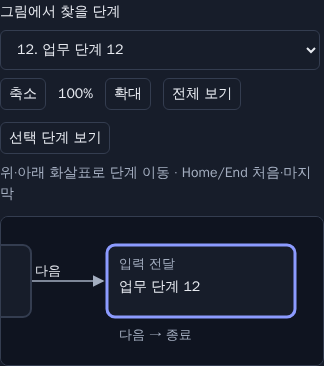 그림에서 찾을 단계
12. 업무 단계 12
축소 100% 확대 전체 보기
선택 단계 보기
위·아래 화살표로 단계 이동 · Home/End 처음·마지
막
다음
입력 전달
업무 단계 12
다음 → 종료